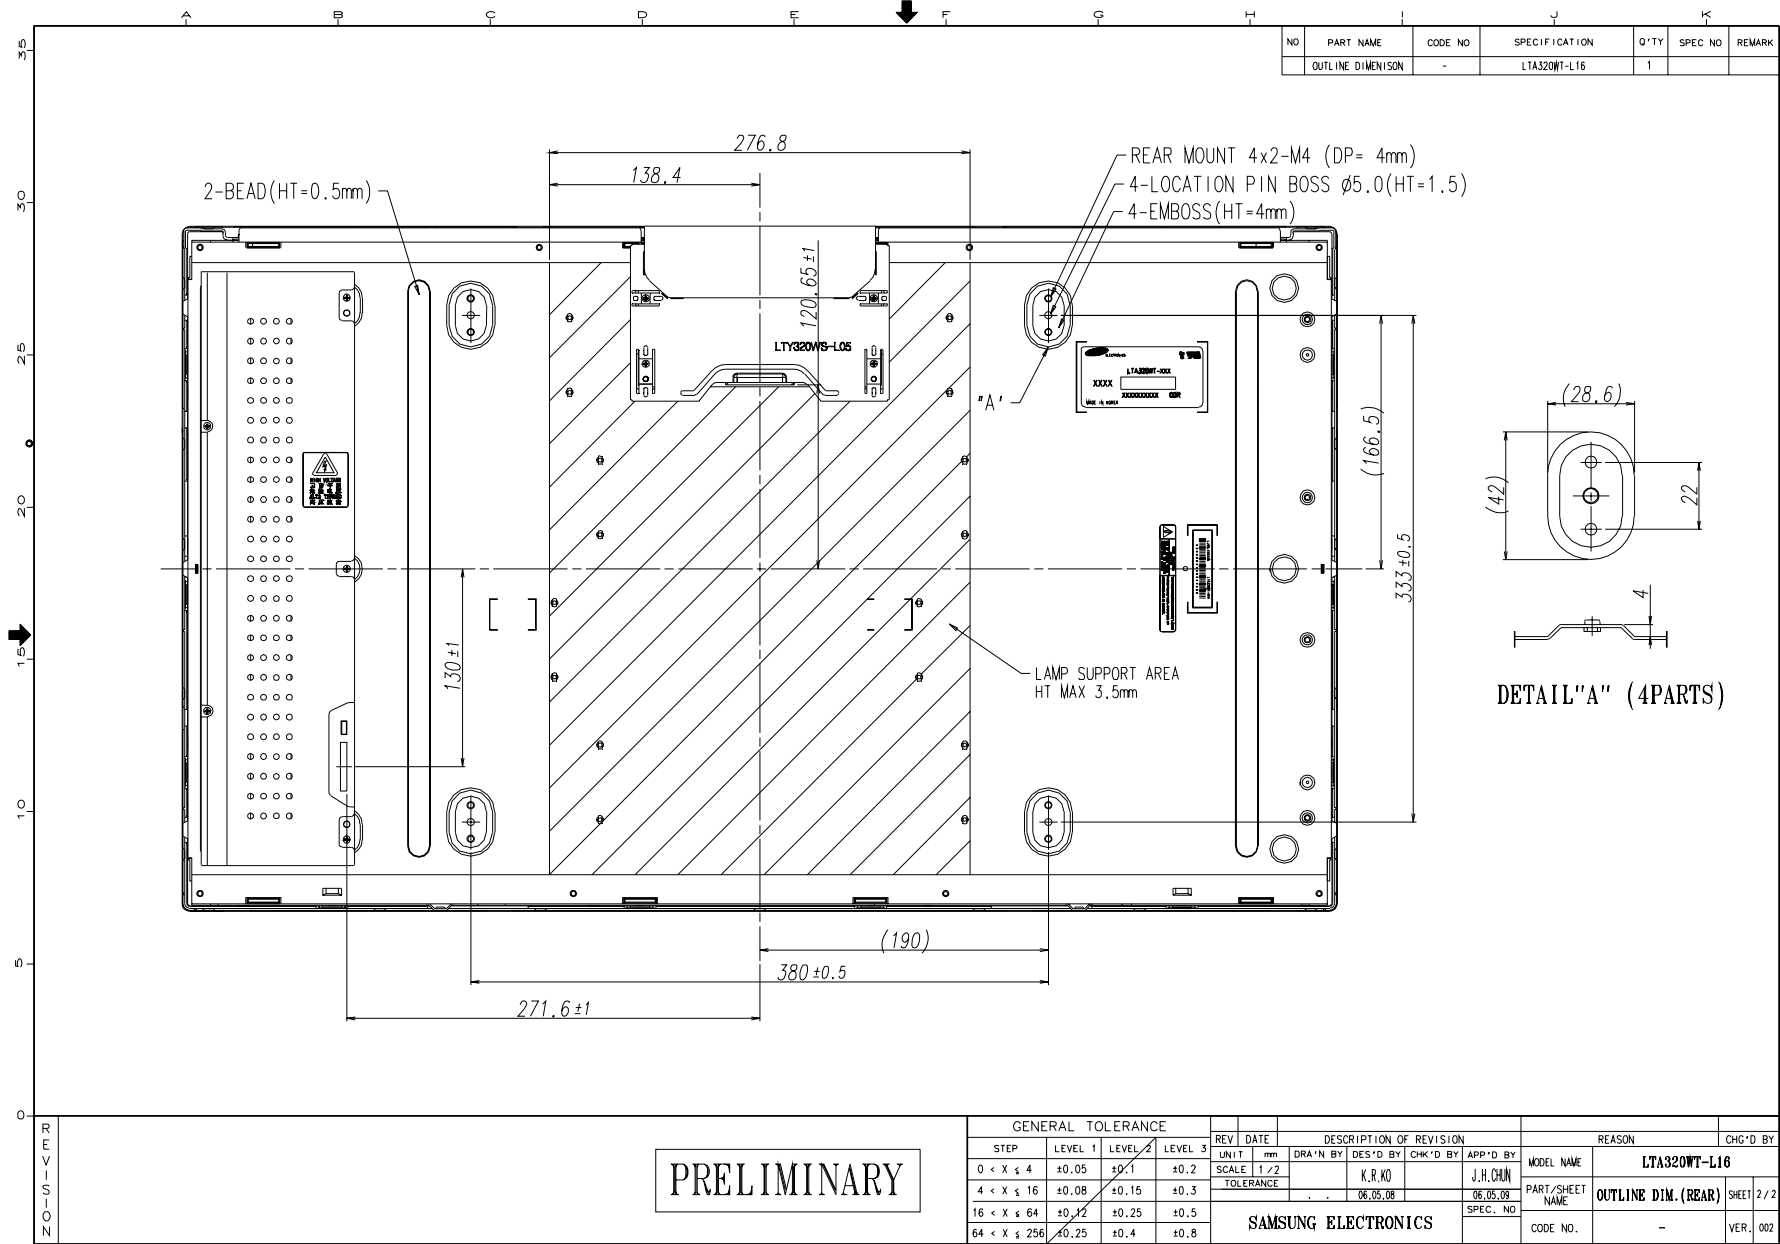 A B C D E F G H I J K
35
30
25
20
15
10
5
0
NO PART NAME CODE NO SPECIFICATION Q'TY SPEC NO REMARK
OUTLINE DIMENISON - LTA320WT-L16 1
276.8
138.4
2-BEAD(HT=0.5mm)
REAR MOUNT 4x2-M4 (DP= 4mm)
4-LOCATION PIN BOSS Ø5.0(HT=1.5)
4-EMBOSS(HT=4mm)
120.65±1
LTY320WS-L05
"A"
ELECTRONICS
LTA320WT-XXX
XXXX
XXXXXXXXXX
MADE IN KOREA
HIGH VOLTAGE
(166.5)
333±0.5
130±1
LAMP SUPPORT AREA
HT MAX 3.5mm
(28.6)
(42)
22
4
DETAIL"A" (4PARTS)
(190)
380±0.5
271.6±1
REVISION
PRELIMINARY
GENERAL TOLERANCE
STEP LEVEL 1 LEVEL 2 LEVEL 3
0 < X ≤ 4 ±0.05 ±0.1 ±0.2
4 < X ≤ 16 ±0.08 ±0.15 ±0.3
16 < X ≤ 64 ±0.12 ±0.25 ±0.5
64 < X ≤ 256 ±0.25 ±0.4 ±0.8
REV DATE DESCRIPTION OF REVISION REASON CHG'D BY
UNIT mm DRA'N BY DES'D BY CHK'D BY APP'D BY
SCALE 1/2 K.R.KO J.H.CHUN
TOLERANCE . . 06.05.08 06.05.09
SPEC. NO
SAMSUNG ELECTRONICS
MODEL NAME LTA320WT-L16
PART/SHEET NAME OUTLINE DIM.(REAR) SHEET 2/2
CODE NO. - VER. 002